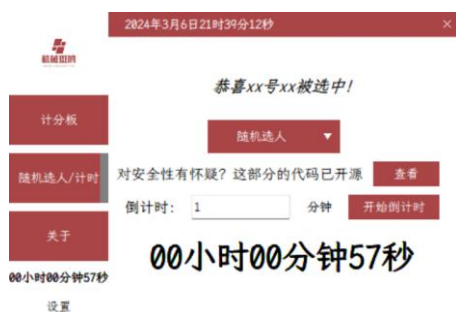 2024年3月6日21时39分12秒
×
恭喜xx号xx被选中!
计分板
随机选人
随机选人/计时
对安全性有怀疑? 这部分的代码已开源
查看
倒计时:
1
分钟
开始倒计时
关于
00小时00分钟57秒
00小时00分钟57秒
设置